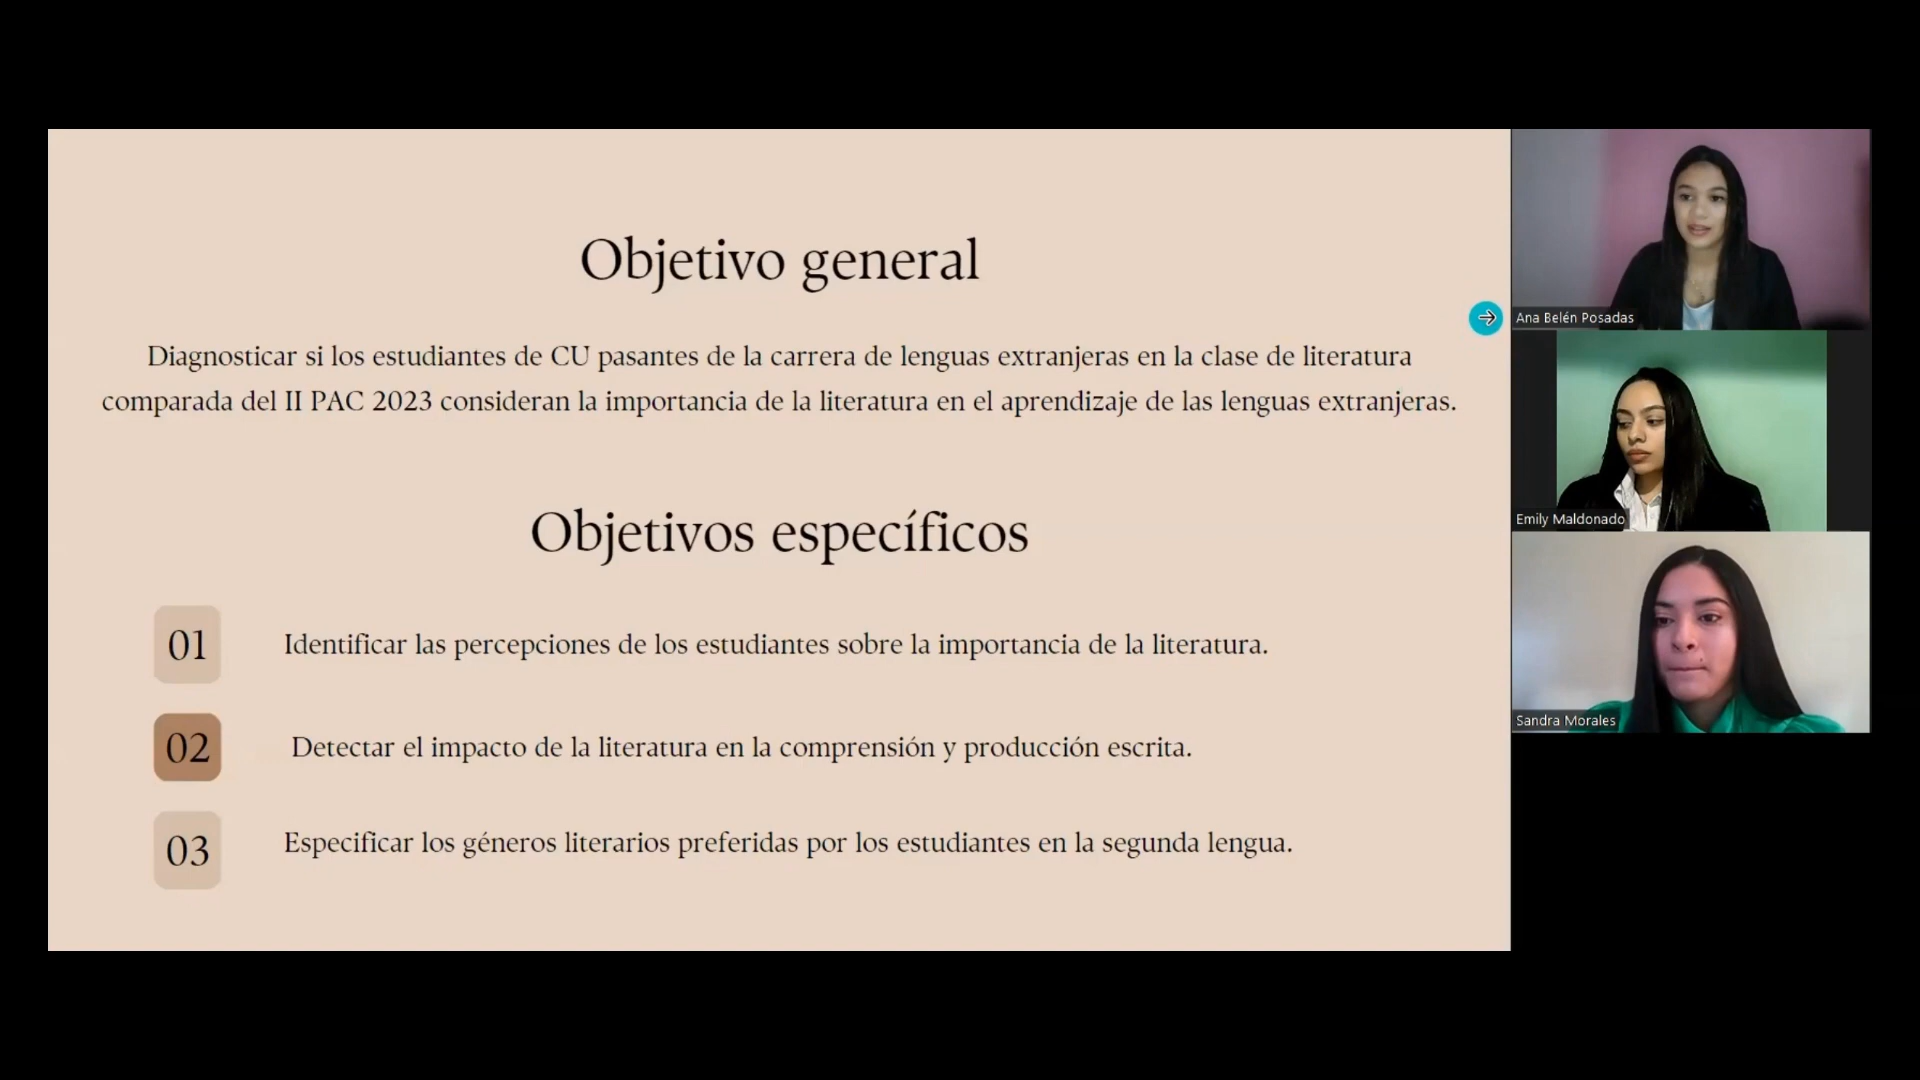 Objetivo general
Diagnosticar si los estudiantes de CU pasantes de la carrera de lenguas extranjeras en la clase de literatura
comparada del II PAC 2023 consideran la importancia de la literatura en el aprendizaje de las lenguas extranjeras.
Objetivos específicos
01
Identificar las percepciones de los estudiantes sobre la importancia de la literatura.
02
Detectar el impacto de la literatura en la comprensión y producción escrita.
03
Especificar los géneros literarios preferidas por los estudiantes en la segunda lengua.
Ana Belén Posadas
Emily Maldonado
Sandra Morales